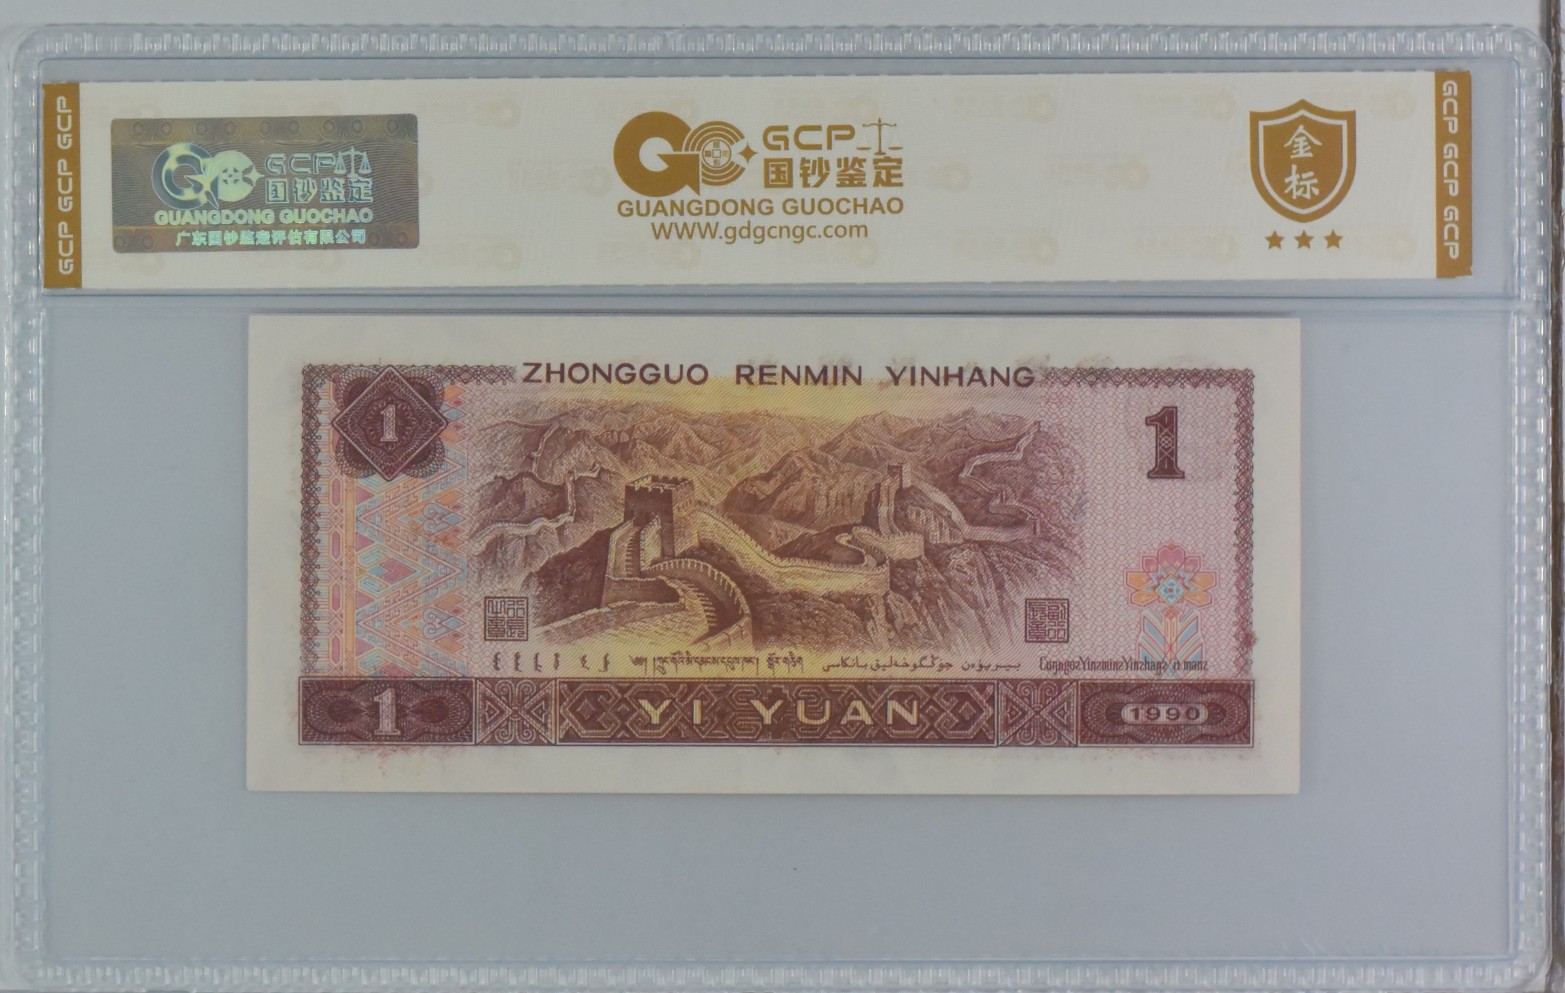 GCP GCP GCP
GCP
国钞鉴定
GUANGDONG GUOCHAO
广东国钞鉴定评估有限公司
GCP
国钞鉴定
GUANGDONG GUOCHAO
WWW.gdgcngc.com
金
标
GCP GCP GCP
ZHONGGUO RENMIN YINHANG
1
1
1
YI YUAN
1990